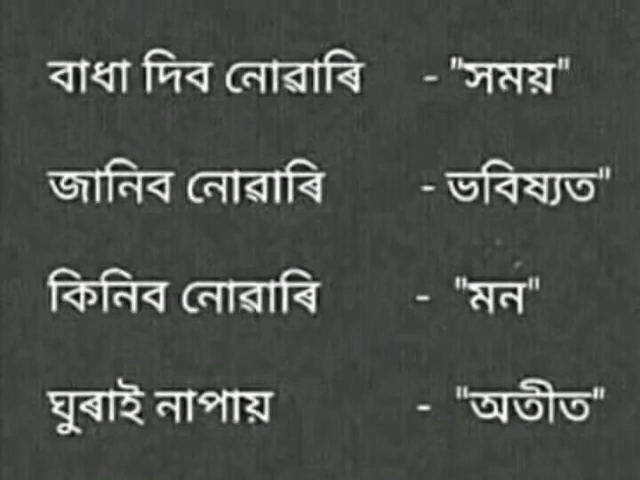 বাধা দিব নোৱাৰি - "সময়"
জানিব নোৱাৰি - ভবিষ্যত"
কিনিব নোৱাৰি - "মন"
ঘুৰাই নাপায় - "অতীত"